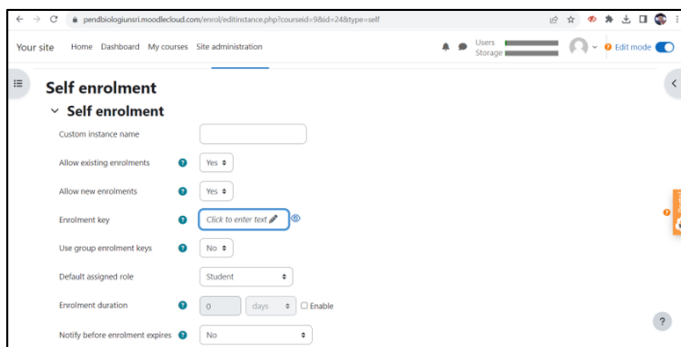 pendbiologiunsri.moodlecloud.com/enrol/editinstance.php?courseid=9&id=24&type=self
Your site Home Dashboard My courses Site administration Users Edit mode
Storage
Self enrolment
Self enrolment
Custom instance name
Allow existing enrolments ? Yes
Allow new enrolments ? Yes
Enrolment key ? Click to enter text
Use group enrolment keys ? No
Default assigned role Student
Enrolment duration ? 0 days Enable
Notify before enrolment expires ? No
?